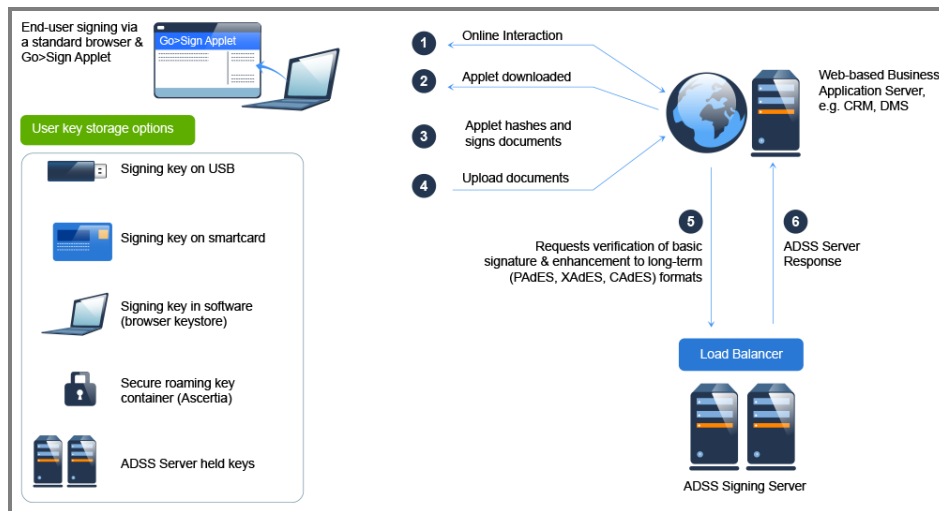 End-user signing via
a standard browser &
Go>Sign Applet
Go>Sign Applet
User key storage options
Signing key on USB
Signing key on smartcard
Signing key in software
(browser keystore)
Secure roaming key
container (Ascertia)
ADSS Server held keys
1
Online Interaction
2
Applet downloaded
3
Applet hashes and
signs documents
4
Upload documents
Web-based Business
Application Server,
e.g. CRM, DMS
5
Requests verification of basic
signature & enhancement to long-term
(PAdES, XAdES, CAdES) formats
6
ADSS Server
Response
Load Balancer
ADSS Signing Server